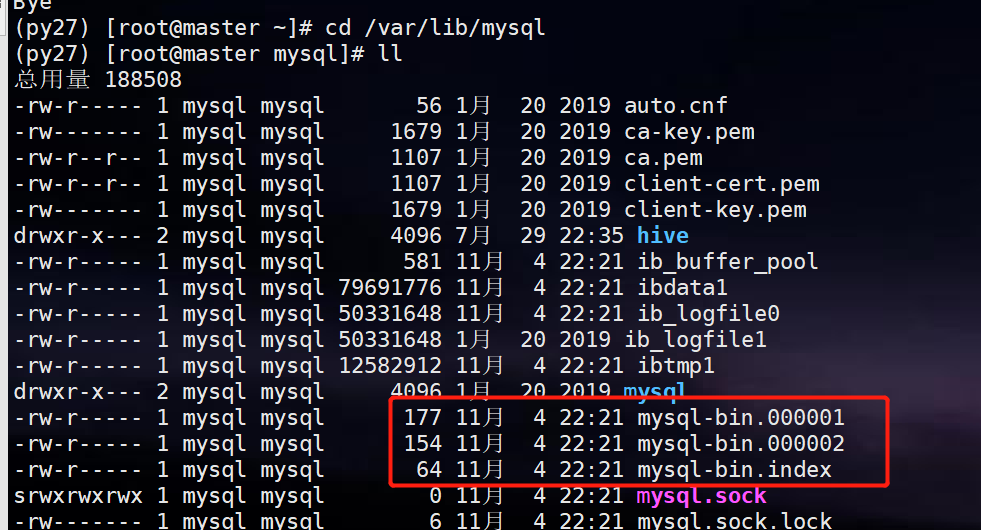 Bye
(py27) [root@master ~]# cd /var/lib/mysql
(py27) [root@master mysql]# ll
总用量 188508
-rw-r----- 1 mysql mysql       56 1月  20 2019 auto.cnf
-rw------- 1 mysql mysql     1679 1月  20 2019 ca-key.pem
-rw-r--r-- 1 mysql mysql     1107 1月  20 2019 ca.pem
-rw-r--r-- 1 mysql mysql     1107 1月  20 2019 client-cert.pem
-rw------- 1 mysql mysql     1679 1月  20 2019 client-key.pem
drwxr-x--- 2 mysql mysql     4096 7月  29 22:35 hive
-rw-r----- 1 mysql mysql      581 11月  4 22:21 ib_buffer_pool
-rw-r----- 1 mysql mysql 79691776 11月  4 22:21 ibdata1
-rw-r----- 1 mysql mysql 50331648 11月  4 22:21 ib_logfile0
-rw-r----- 1 mysql mysql 50331648 1月  20 2019 ib_logfile1
-rw-r----- 1 mysql mysql 12582912 11月  4 22:21 ibtmp1
drwxr-x--- 2 mysql mysql     4096 1月  20 2019 mysql
-rw-r----- 1 mysql mysql      177 11月  4 22:21 mysql-bin.000001
-rw-r----- 1 mysql mysql      154 11月  4 22:21 mysql-bin.000002
-rw-r----- 1 mysql mysql       64 11月  4 22:21 mysql-bin.index
srwxrwxrwx 1 mysql mysql        0 11月  4 22:21 mysql.sock
-rw------- 1 mysql mysql        6 11月  4 22:21 mysql.sock.lock